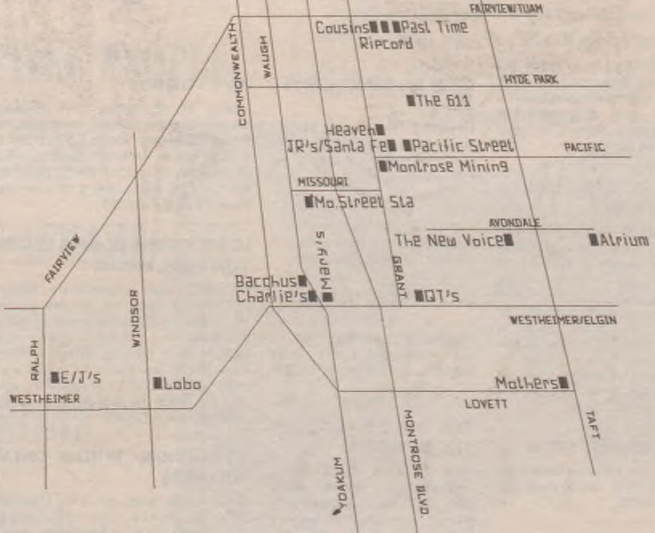 FAIRVIEW/TUAM
Cousins Past Time
Ripcord
COMMONWEALTH
WAUGH
HYDE PARK
The 611
Heaven
JR's/Santa Fe Pacific Street
PACIFIC
Montrose Mining
MISSOURI
Mo.Street Sta
AVONDALE
The New Voice
Atrium
FAIRVIEW
Mary's
GRANT
Bacchus
Charlie's
QT's
WESTHEIMER/ELGIN
WINDSOR
RALPH
E/J's
Lobo
Mothers
WESTHEIMER
LOVETT
TAFT
MONTROSE BLVD.
YOAKUM